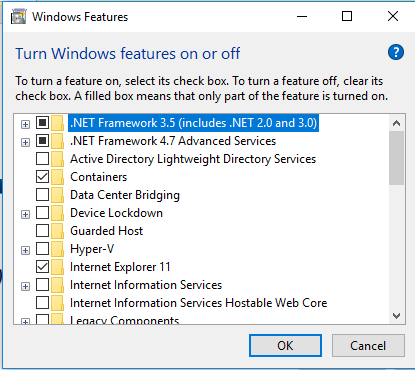 Windows Features
Turn Windows features on or off
To turn a feature on, select its check box. To turn a feature off, clear its
check box. A filled box means that only part of the feature is turned on.
.NET Framework 3.5 (includes .NET 2.0 and 3.0)
.NET Framework 4.7 Advanced Services
Active Directory Lightweight Directory Services
Containers
Data Center Bridging
Device Lockdown
Guarded Host
Hyper-V
Internet Explorer 11
Internet Information Services
Internet Information Services Hostable Web Core
Legacy Components
OK
Cancel